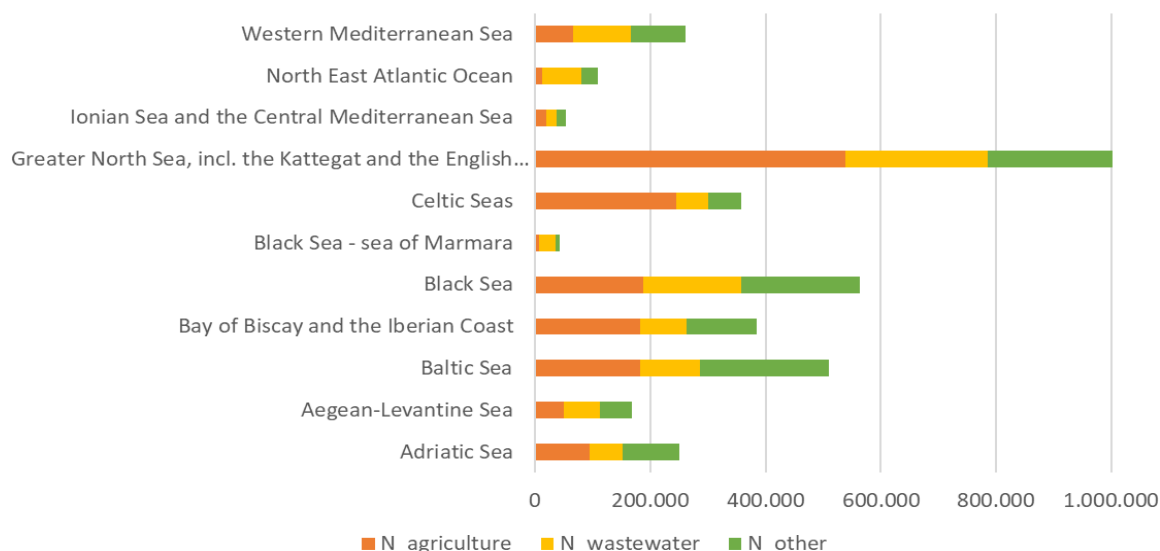 Western Mediterranean Sea
North East Atlantic Ocean
Ionian Sea and the Central Mediterranean Sea
Greater North Sea, incl. the Kattegat and the English...
Celtic Seas
Black Sea - sea of Marmara
Black Sea
Bay of Biscay and the Iberian Coast
Baltic Sea
Aegean-Levantine Sea
Adriatic Sea
0 200.000 400.000 600.000 800.000 1.000.000
N_agriculture N_wastewater N_other